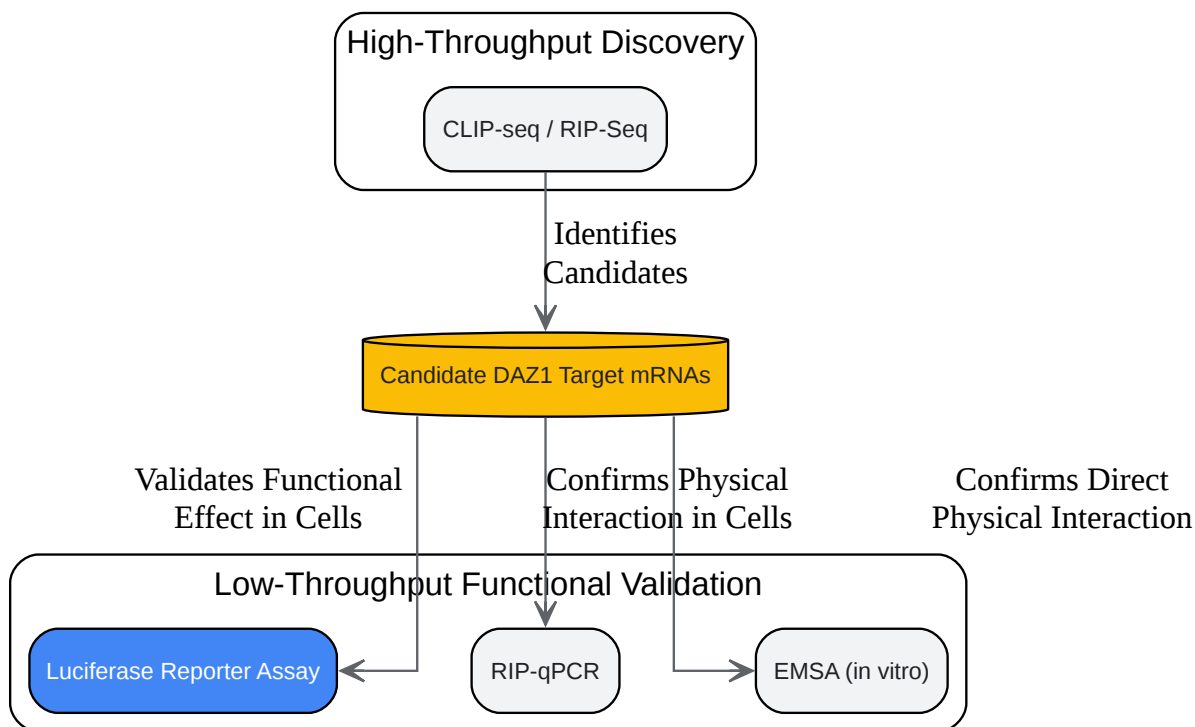 High-Throughput Discovery
CLIP-seq / RIP-Seq
Identifies
Candidates
Candidate DAZ1 Target mRNAs
Validates Functional
Effect in Cells
Confirms Physical
Interaction in Cells
Confirms Direct
Physical Interaction
Low-Throughput Functional Validation
Luciferase Reporter Assay
RIP-qPCR
EMSA (in vitro)